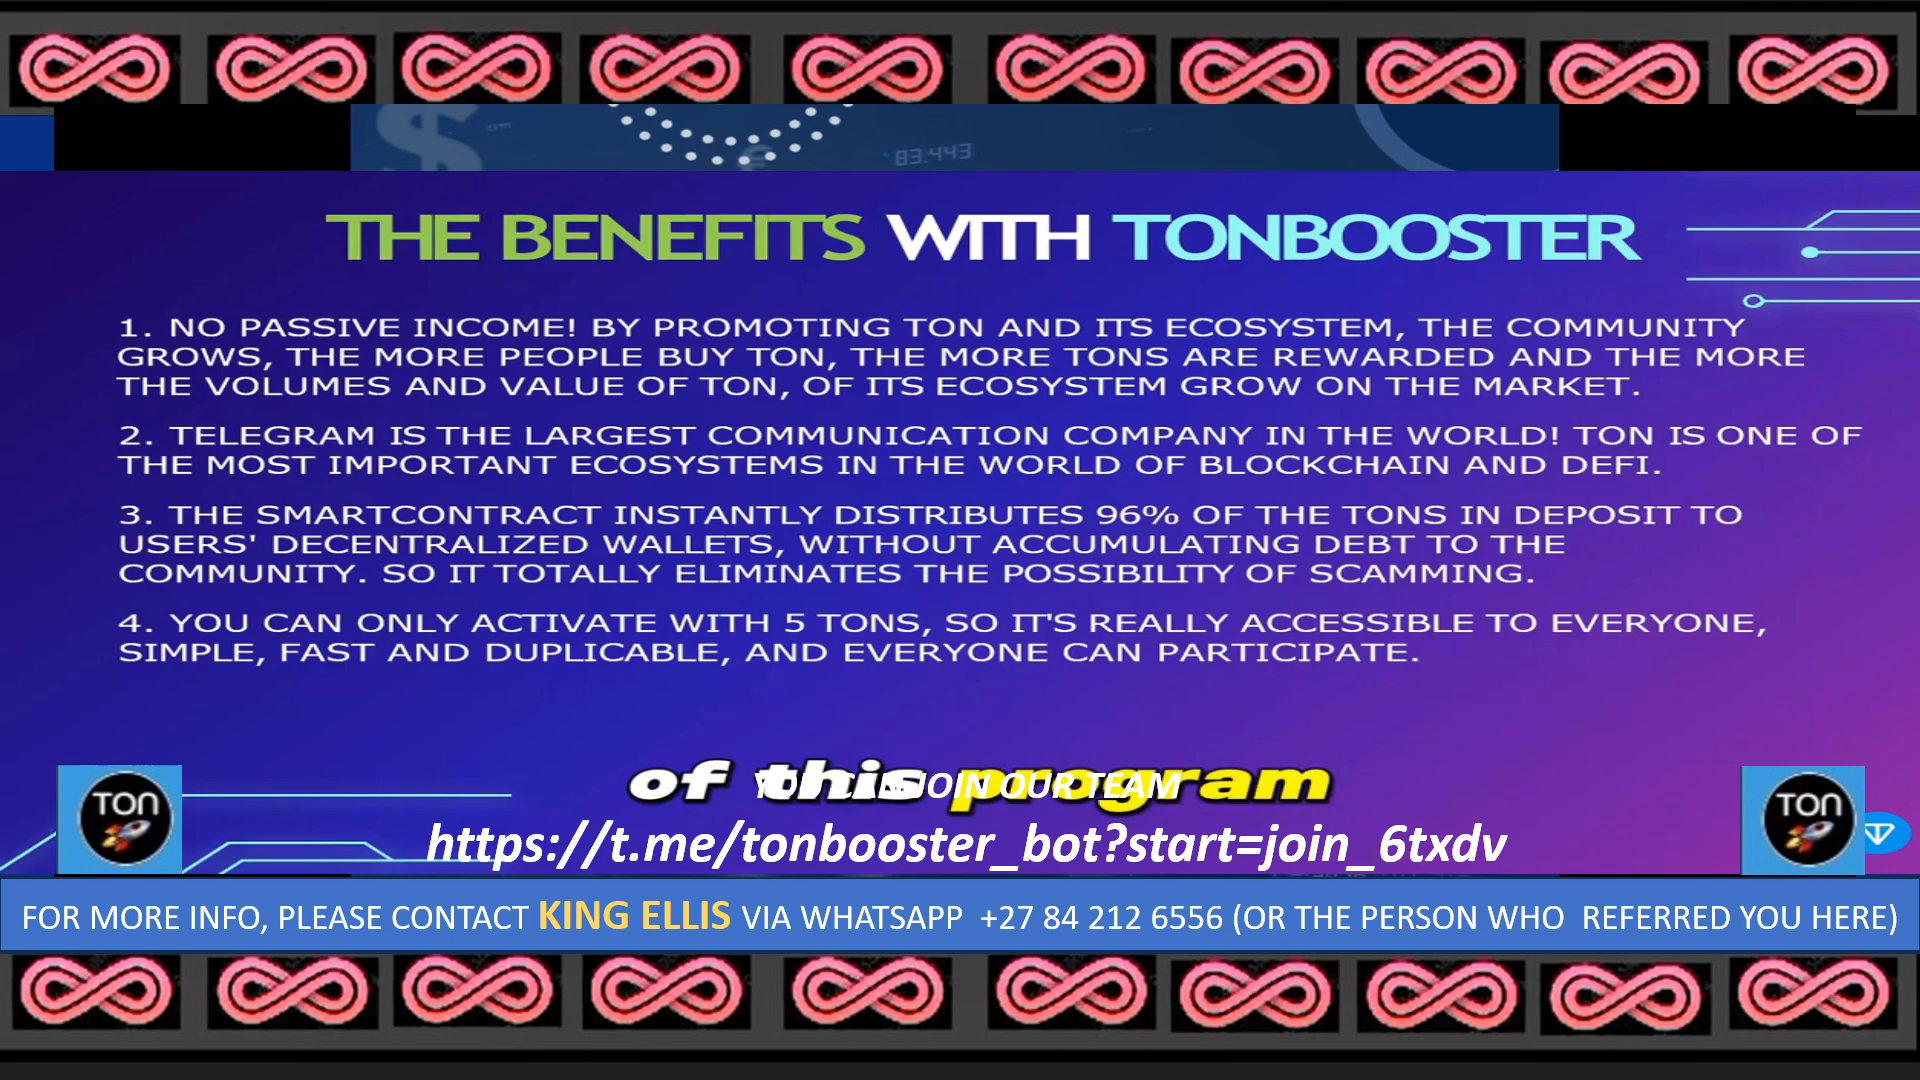 83.443
THE BENEFITS WITH TONBOOSTER
1. NO PASSIVE INCOME! BY PROMOTING TON AND ITS ECOSYSTEM, THE COMMUNITY
GROWS, THE MORE PEOPLE BUY TON, THE MORE TONS ARE REWARDED AND THE MORE
THE VOLUMES AND VALUE OF TON, OF ITS ECOSYSTEM GROW ON THE MARKET.
2. TELEGRAM IS THE LARGEST COMMUNICATION COMPANY IN THE WORLD! TON IS ONE OF
THE MOST IMPORTANT ECOSYSTEMS IN THE WORLD OF BLOCKCHAIN AND DEFI.
3. THE SMARTCONTRACT INSTANTLY DISTRIBUTES 96% OF THE TONS IN DEPOSIT TO
USERS' DECENTRALIZED WALLETS, WITHOUT ACCUMULATING DEBT TO THE
COMMUNITY. SO IT TOTALLY ELIMINATES THE POSSIBILITY OF SCAMMING.
4. YOU CAN ONLY ACTIVATE WITH 5 TONS, SO IT'S REALLY ACCESSIBLE TO EVERYONE,
SIMPLE, FAST AND DUPLICABLE, AND EVERYONE CAN PARTICIPATE.
of this program
YOU CAN JOIN OUR TEAM
TON
TON
https://t.me/tonbooster_bot?start=join_6txdv
FOR MORE INFO, PLEASE CONTACT KING ELLIS VIA WHATSAPP +27 84 212 6556 (OR THE PERSON WHO REFERRED YOU HERE)